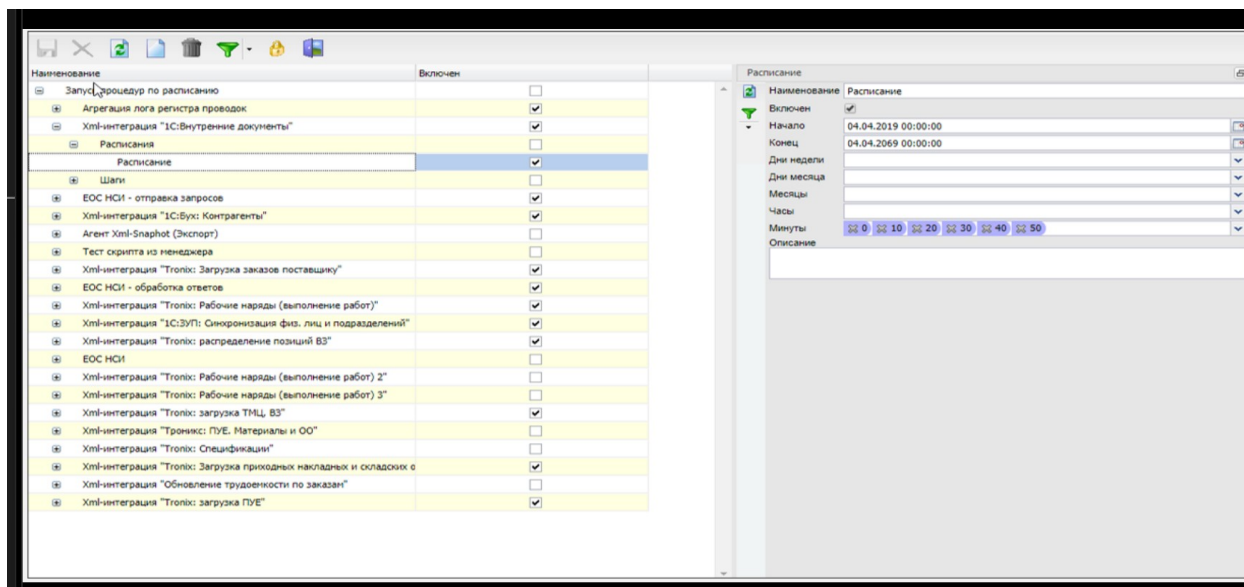 Наименование
Включен
Запуск процедур по расписанию
Агрегация лога регистра проводок
Xml-интеграция "1С:Внутренние документы"
Расписания
Расписание
Шаги
ЕОС НСИ - отправка запросов
Xml-интеграция "1С:Бух: Контрагенты"
Агент Xml-Snaphot (Экспорт)
Тест скрипта из менеджера
Xml-интеграция "Tronix: Загрузка заказов поставщику"
ЕОС НСИ - обработка ответов
Xml-интеграция "Tronix: Рабочие наряды (выполнение работ)"
Xml-интеграция "1С:ЗУП: Синхронизация физ. лиц и подразделений"
Xml-интеграция "Tronix: распределение позиций ВЗ"
ЕОС НСИ
Xml-интеграция "Tronix: Рабочие наряды (выполнение работ) 2"
Xml-интеграция "Tronix: Рабочие наряды (выполнение работ) 3"
Xml-интеграция "Tronix: загрузка ТМЦ, ВЗ"
Xml-интеграция "Троникс: ПУЕ. Материалы и ОО"
Xml-интеграция "Tronix: Спецификации"
Xml-интеграция "Tronix: Загрузка приходных накладных и складских о
Xml-интеграция "Обновление трудоемкости по заказам"
Xml-интеграция "Tronix: загрузка ПУЕ"
Расписание
Наименование Расписание
Включен
Начало 04.04.2019 00:00:00
Конец 04.04.2069 00:00:00
Дни недели
Дни месяца
Месяцы
Часы
Минуты 0 10 20 30 40 50
Описание